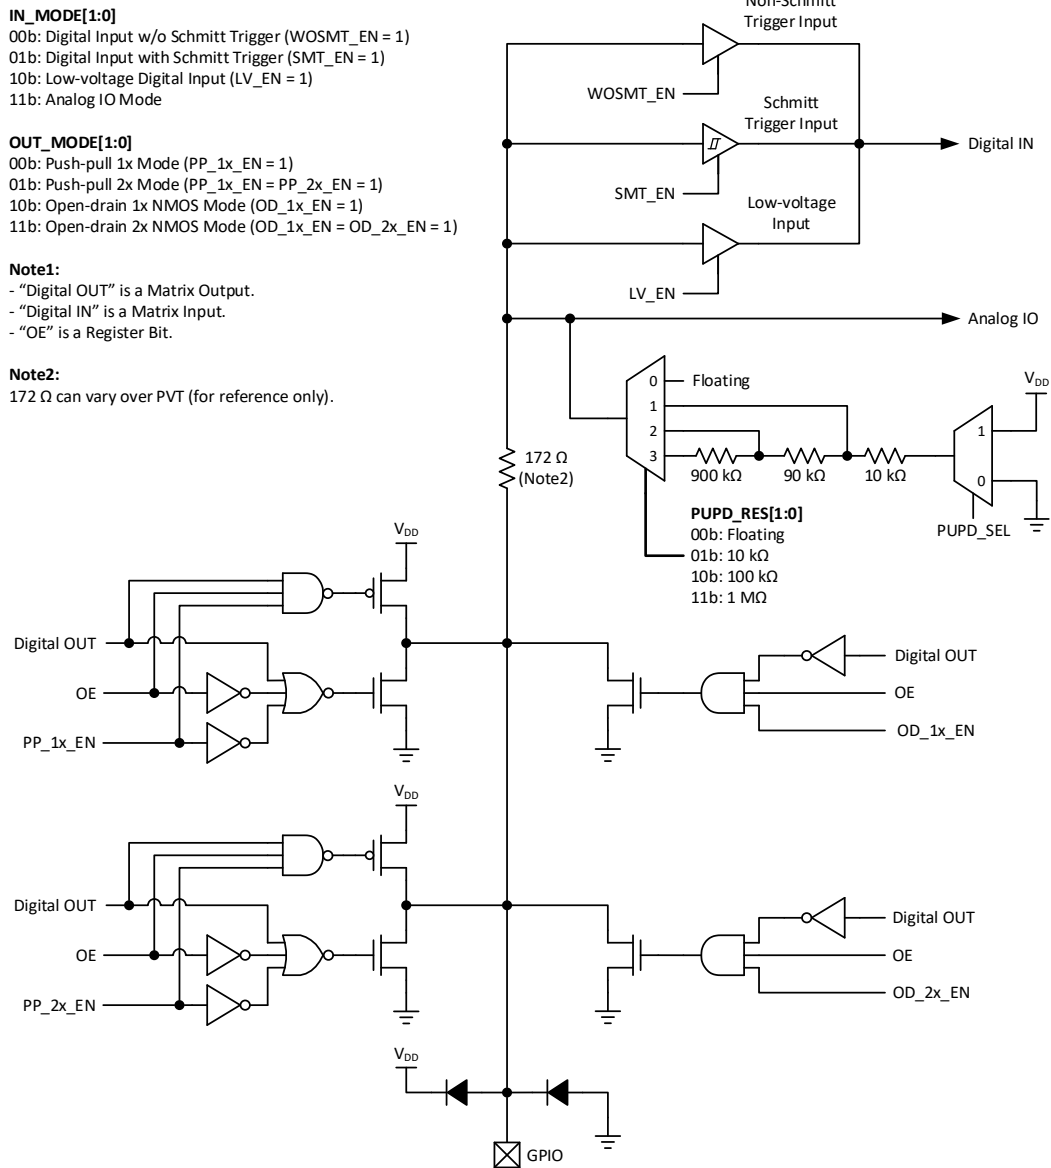 IN_MODE[1:0]
00b: Digital Input w/o Schmitt Trigger (WOSMT_EN = 1)
01b: Digital Input with Schmitt Trigger (SMT_EN = 1)
10b: Low-voltage Digital Input (LV_EN = 1)
11b: Analog IO Mode
OUT_MODE[1:0]
00b: Push-pull 1x Mode (PP_1x_EN = 1)
01b: Push-pull 2x Mode (PP_1x_EN = PP_2x_EN = 1)
10b: Open-drain 1x NMOS Mode (OD_1x_EN = 1)
11b: Open-drain 2x NMOS Mode (OD_1x_EN = OD_2x_EN = 1)
Note1:
- “Digital OUT” is a Matrix Output.
- “Digital IN” is a Matrix Input.
- “OE” is a Register Bit.
Note2:
172 Ω can vary over PVT (for reference only).
Non-Schmitt
Trigger Input
WOSMT_EN
Schmitt
Trigger Input
Digital IN
SMT_EN
Low-voltage
Input
LV_EN
Analog IO
0
Floating
1
2
3
900 kΩ
90 kΩ
10 kΩ
VDD
1
0
PUPD_SEL
172 Ω
(Note2)
PUPD_RES[1:0]
00b: Floating
01b: 10 kΩ
10b: 100 kΩ
11b: 1 MΩ
VDD
Digital OUT
OE
PP_1x_EN
Digital OUT
OE
OD_1x_EN
VDD
Digital OUT
OE
PP_2x_EN
Digital OUT
OE
OD_2x_EN
VDD
GPIO